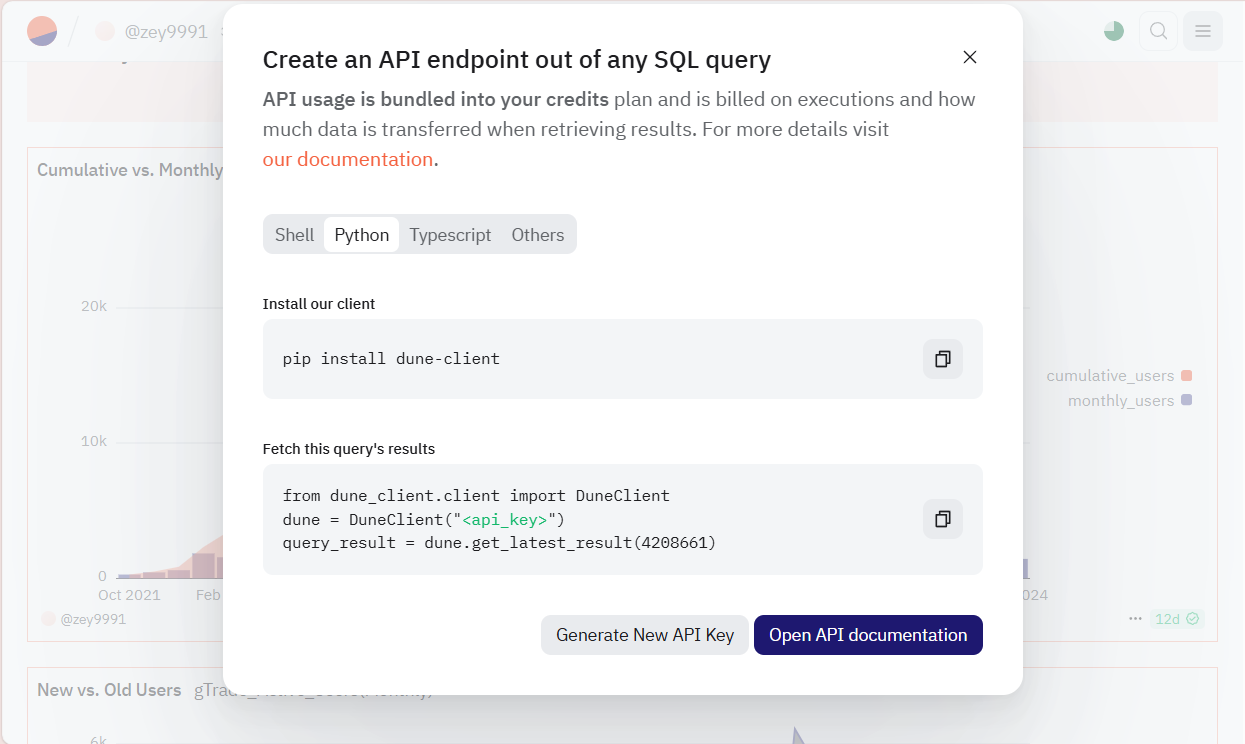 @zey9991
Create an API endpoint out of any SQL query
API usage is bundled into your credits plan and is billed on executions and how
much data is transferred when retrieving results. For more details visit
our documentation.
Cumulative vs. Monthly
Shell Python Typescript Others
Install our client
20k
pip install dune-client
cumulative_users
monthly_users
10k
Fetch this query's results
from dune_client.client import DuneClient
dune = DuneClient("<api_key>")
query_result = dune.get_latest_result(4208661)
0
Oct 2021 Feb
024
@zey9991
12d
Generate New API Key Open API documentation
New vs. Old Users
6k